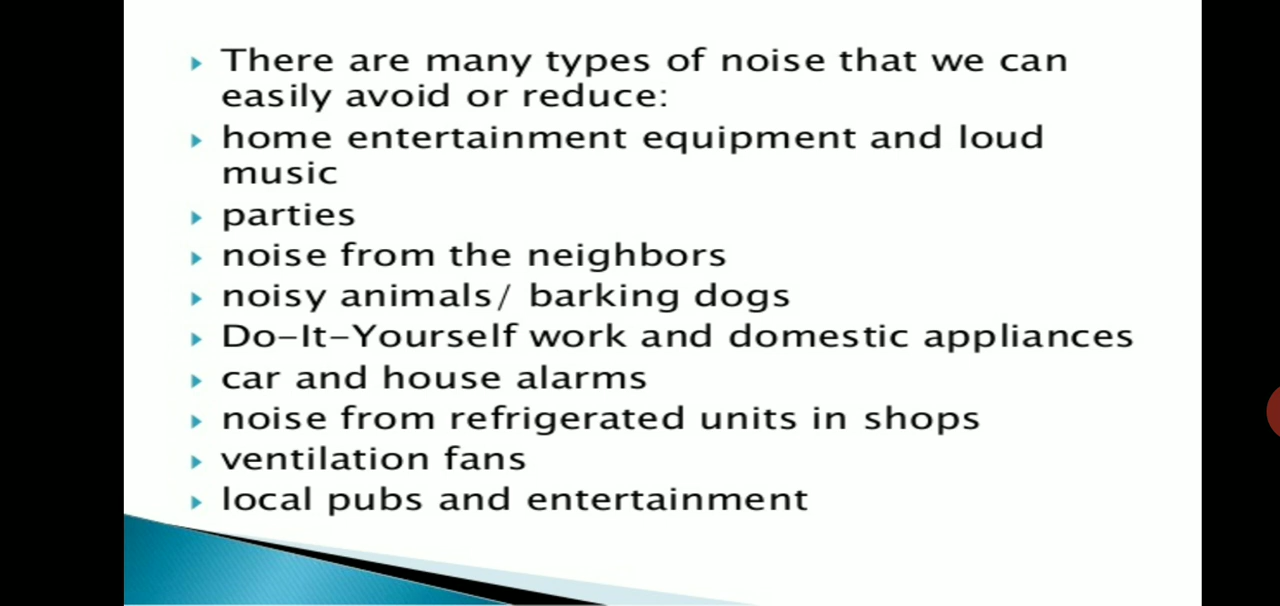 There are many types of noise that we can
easily avoid or reduce:
home entertainment equipment and loud
music
parties
noise from the neighbors
noisy animals/ barking dogs
Do-It-Yourself work and domestic appliances
car and house alarms
noise from refrigerated units in shops
ventilation fans
local pubs and entertainment